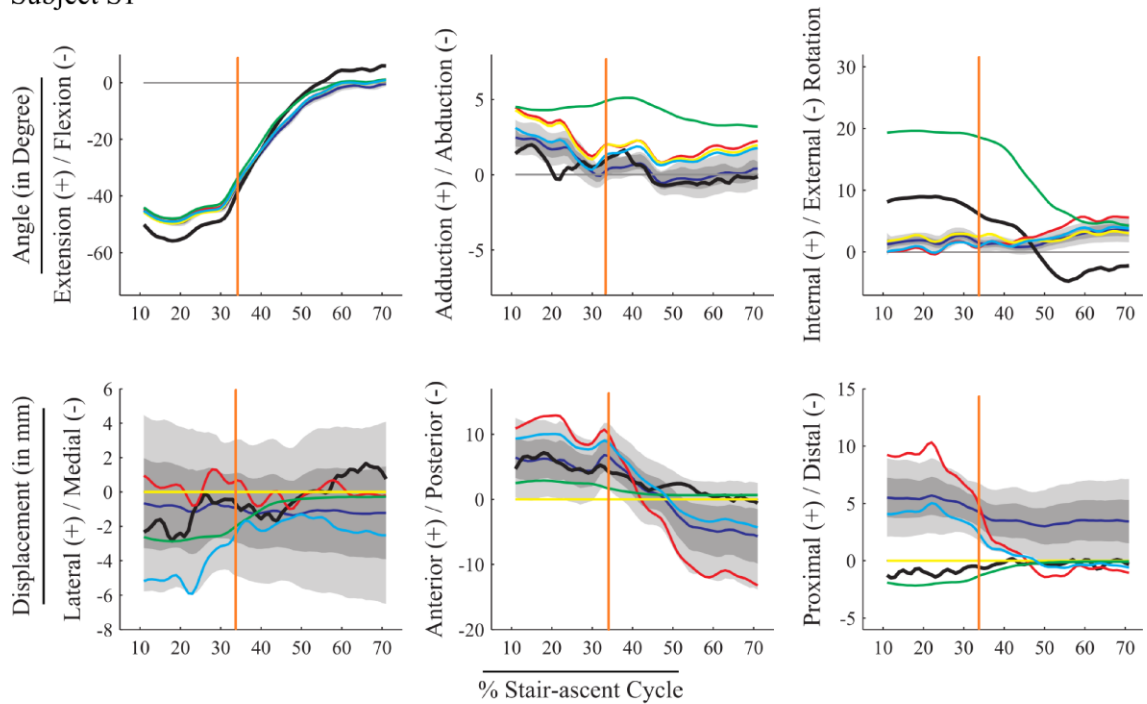 Subject S1
Angle (in Degree)
Extension (+) / Flexion (-)
0
-20
-40
-60
10 20 30 40 50 60 70
Adduction (+) / Abduction (-)
5
0
-5
10 20 30 40 50 60 70
Internal (+) / External (-) Rotation
30
20
10
0
10 20 30 40 50 60 70
Displacement (in mm)
Lateral (+) / Medial (-)
6
4
2
0
-2
-4
-6
-8
10 20 30 40 50 60 70
Anterior (+) / Posterior (-)
10
0
-10
-20
10 20 30 40 50 60 70
Proximal (+) / Distal (-)
15
10
5
0
-5
10 20 30 40 50 60 70
% Stair-ascent Cycle